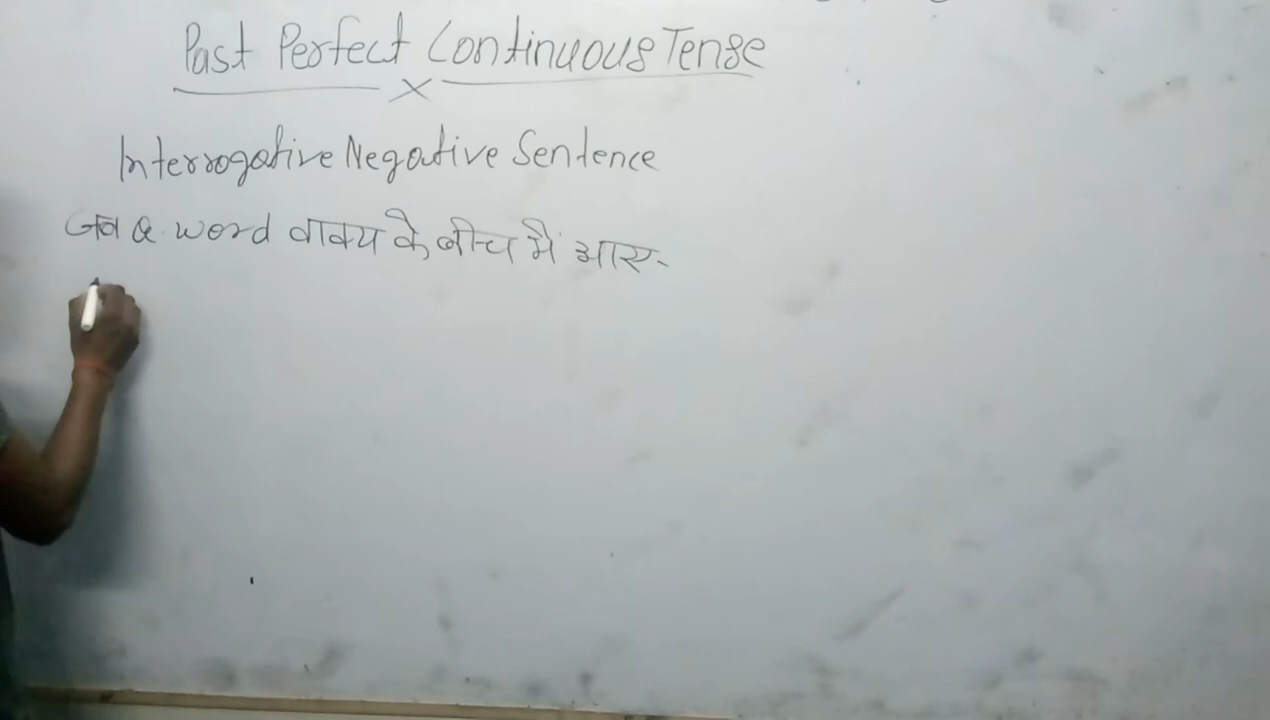 Past Perfect Continuous Tense
Interrogative Negative Sentence
जब Q. word वाक्य के बीच में आए-